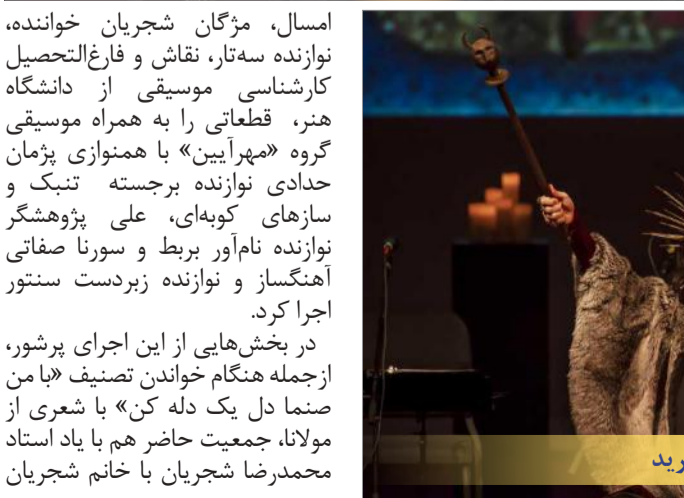 امسال، مژگان شجریان خواننده،
نوازنده سه‌تار، نقاش و فارغ‌التحصیل
کارشناسی موسیقی از دانشگاه
هنر، قطعاتی را به همراه موسیقی
گروه «مهرآیین» با همنوازی پژمان
حدادی نوازنده برجسته تنبک و
سازهای کوبه‌ای، علی پژوهشگر
نوازنده نام‌آور بربط و سورنا صفاتی
آهنگساز و نوازنده زبردست سنتور
اجرا کرد.
در بخش‌هایی از این اجرای پرشور،
ازجمله هنگام خواندن تصنیف «با من
صنما دل یک دله کن» با شعری از
مولانا، جمعیت حاضر هم با یاد استاد
محمدرضا شجریان با خانم شجریان